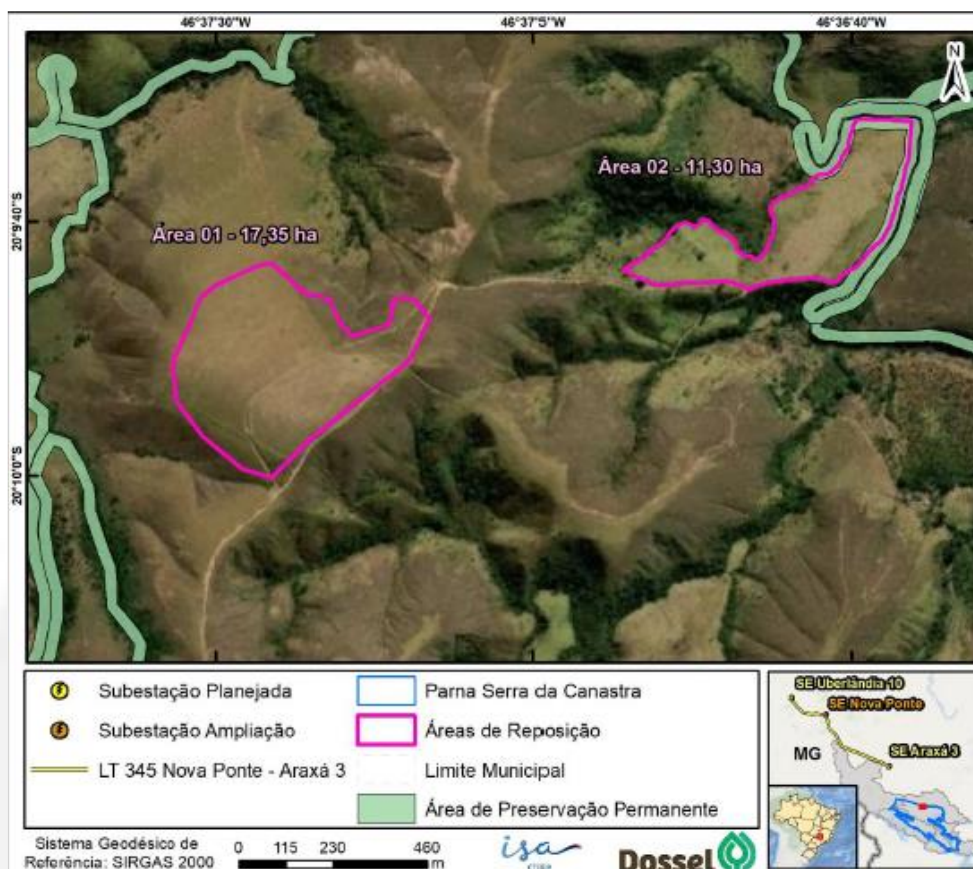 46°37'30"W 46°37'5"W 46°36'40"W
N
20°9'40"S
Área 01 - 17,35 ha
Área 02 - 11,30 ha
20°10'0"S
Subestação Planejada
Subestação Ampliação
LT 345 Nova Ponte - Araxá 3
Parna Serra da Canastra
Áreas de Reposição
Limite Municipal
Área de Preservação Permanente
SE Uberlândia 10
SE Nova Ponte
MG
SE Araxá 3
Sistema Geodésico de
Referência: SIRGAS 2000
0 115 230 460
m
isa
Dossel